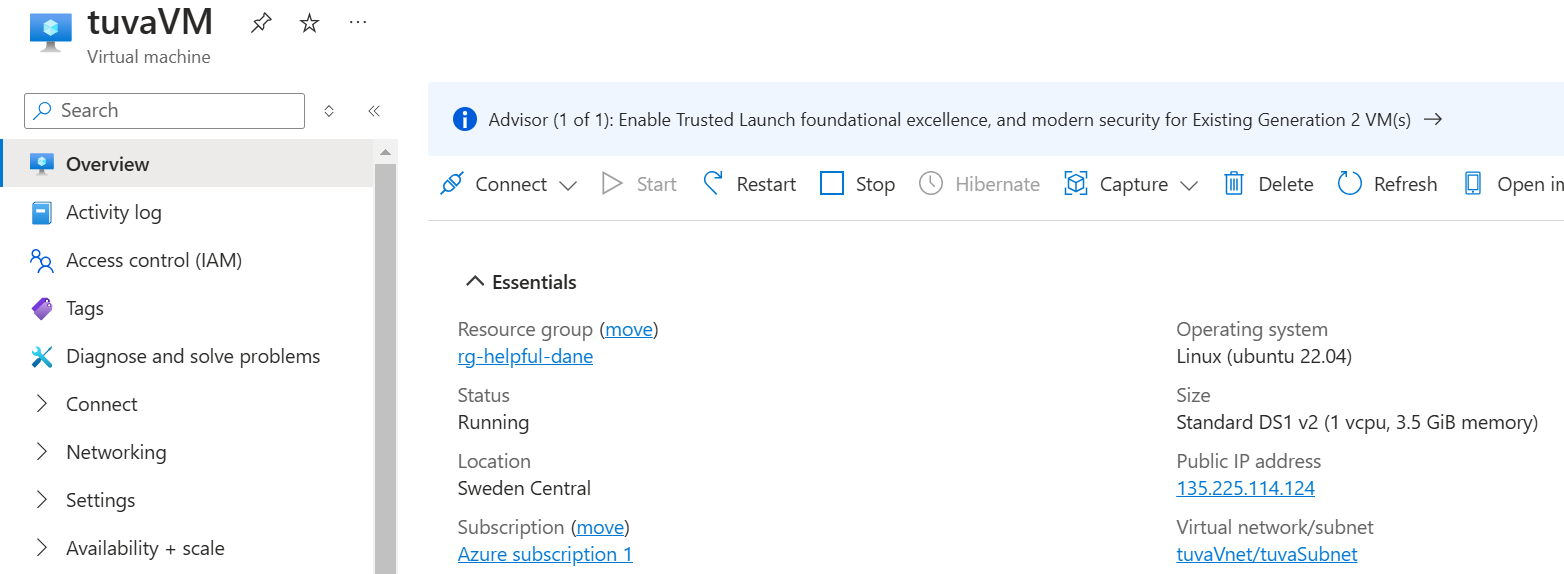 tuvaVM
Virtual machine
Search
Overview
Activity log
Access control (IAM)
Tags
Diagnose and solve problems
Connect
Networking
Settings
Availability + scale
Advisor (1 of 1): Enable Trusted Launch foundational excellence, and modern security for Existing Generation 2 VM(s)
Connect Start Restart Stop Hibernate Capture Delete Refresh Open in
Essentials
Resource group (move)
rg-helpful-dane
Status
Running
Location
Sweden Central
Subscription (move)
Azure subscription 1
Operating system
Linux (ubuntu 22.04)
Size
Standard DS1 v2 (1 vcpu, 3.5 GiB memory)
Public IP address
135.225.114.124
Virtual network/subnet
tuvaVnet/tuvaSubnet